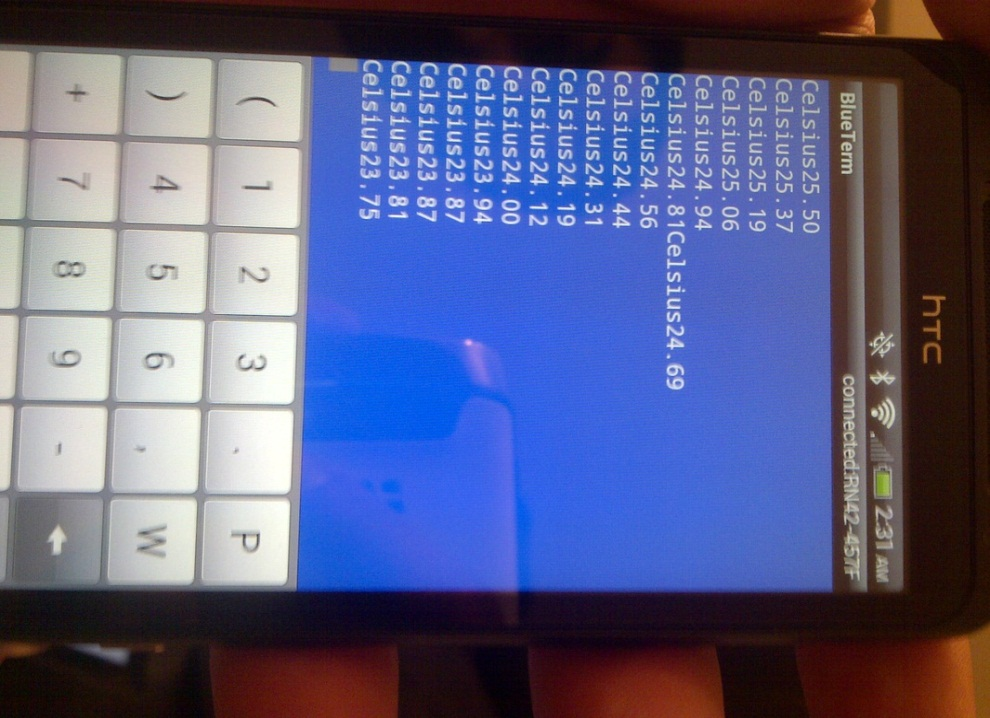 hTC
2:31 AM
BlueTerm connected:RN42-457F
Celsius25.50
Celsius25.37
Celsius25.19
Celsius25.06
Celsius24.94
Celsius24.81Celsius24.69
Celsius24.56
Celsius24.44
Celsius24.31
Celsius24.19
Celsius24.12
Celsius24.00
Celsius23.94
Celsius23.87
Celsius23.87
Celsius23.81
Celsius23.75
( 1 2 3 . P
) 4 5 6 , W
+ 7 8 9 -